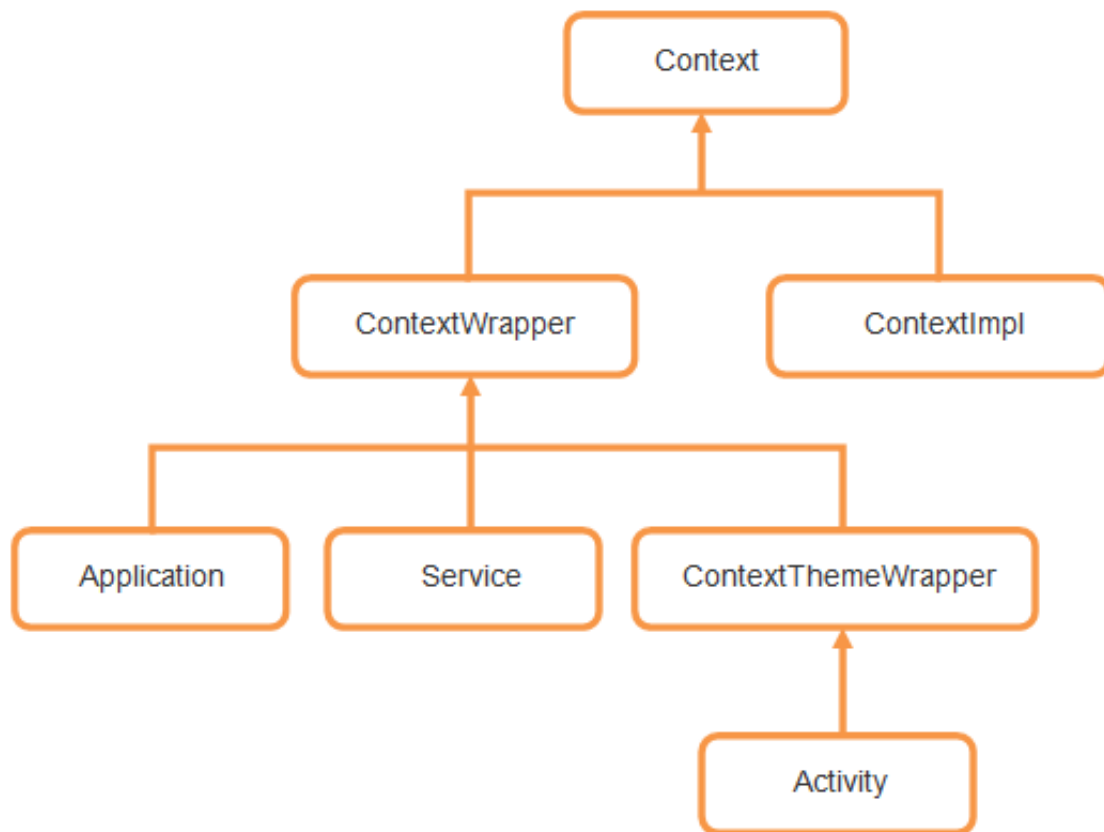 Context
ContextWrapper
ContextImpl
Application
Service
ContextThemeWrapper
Activity